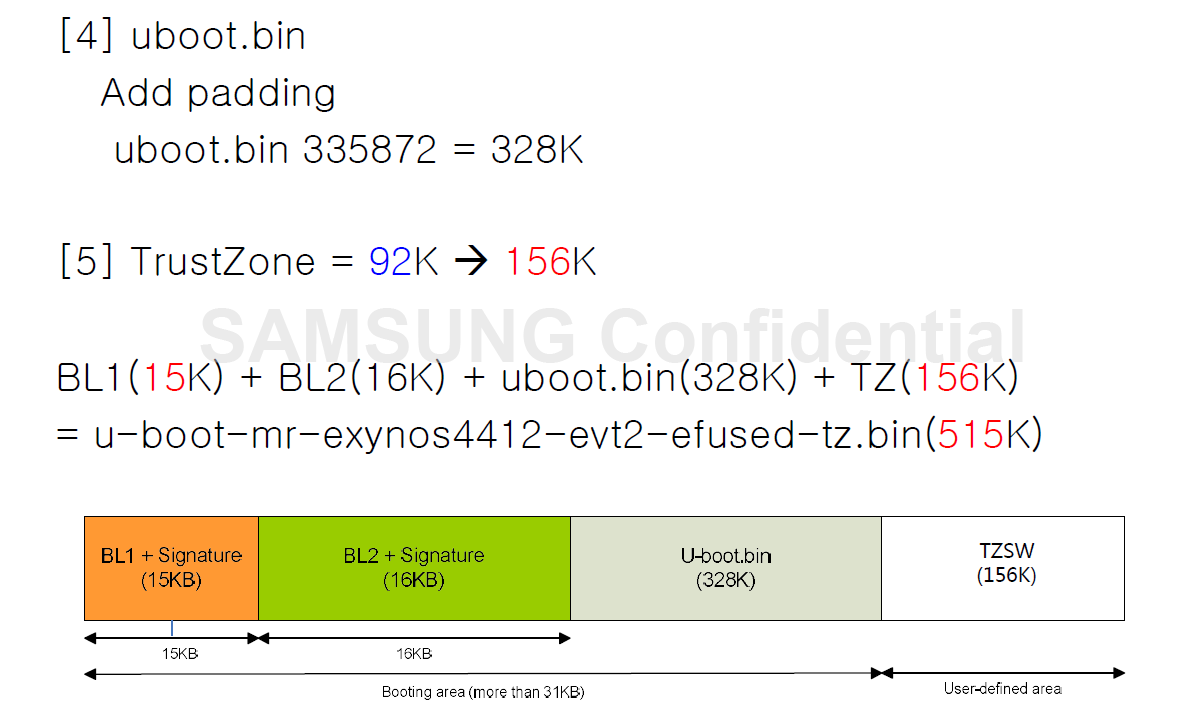 [4] uboot.bin
Add padding
uboot.bin 335872 = 328K
[5] TrustZone = 92K → 156K
SAMSUNG Confidential
BL1(15K) + BL2(16K) + uboot.bin(328K) + TZ(156K)
= u-boot-mr-exynos4412-evt2-efused-tz.bin(515K)
BL1 + Signature
(15KB)
BL2 + Signature
(16KB)
U-boot.bin
(328K)
TZSW
(156K)
15KB
16KB
Booting area (more than 31KB)
User-defined area